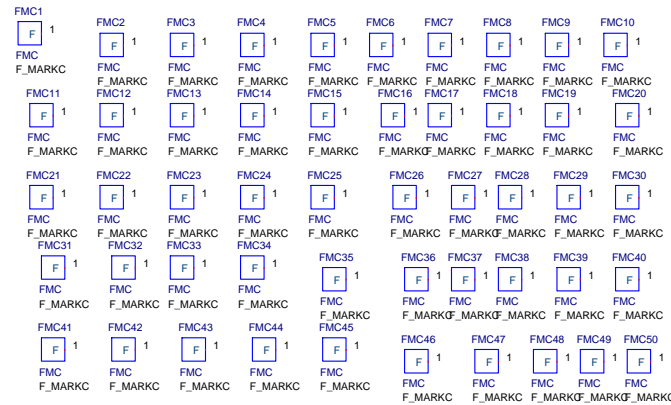 FMC1
F 1
FMC
F_MARKC
FMC2 FMC3 FMC4 FMC5 FMC6 FMC7 FMC8 FMC9 FMC10
F 1 F 1 F 1 F 1 F 1 F 1 F 1 F 1 F 1
FMC FMC FMC FMC FMC FMC FMC FMC FMC
F_MARKC F_MARKC F_MARKC F_MARKC F_MARKC F_MARKC F_MARKC F_MARKC F_MARKC
FMC11 FMC12 FMC13 FMC14 FMC15 FMC16 FMC17 FMC18 FMC19 FMC20
F 1 F 1 F 1 F 1 F 1 F 1 F 1 F 1 F 1 F 1
FMC FMC FMC FMC FMC FMC FMC FMC FMC FMC
F_MARKC F_MARKC F_MARKC F_MARKC F_MARKC F_MARKC F_MARKC F_MARKC F_MARKC F_MARKC
FMC21 FMC22 FMC23 FMC24 FMC25 FMC26 FMC27 FMC28 FMC29 FMC30
F 1 F 1 F 1 F 1 F 1 F 1 F 1 F 1 F 1 F 1
FMC FMC FMC FMC FMC FMC FMC FMC FMC FMC
F_MARKC F_MARKC F_MARKC F_MARKC F_MARKC F_MARKC F_MARKC F_MARKC F_MARKC F_MARKC
FMC31 FMC32 FMC33 FMC34
F 1 F 1 F 1 F 1
FMC FMC FMC FMC
F_MARKC F_MARKC F_MARKC F_MARKC
FMC35 FMC36 FMC37 FMC38 FMC39 FMC40
F 1 F 1 F 1 F 1 F 1 F 1
FMC FMC FMC FMC FMC FMC
F_MARKC F_MARKC F_MARKC F_MARKC F_MARKC F_MARKC
FMC41 FMC42 FMC43 FMC44 FMC45
F 1 F 1 F 1 F 1 F 1
FMC FMC FMC FMC FMC
F_MARKC F_MARKC F_MARKC F_MARKC F_MARKC
FMC46 FMC47 FMC48 FMC49 FMC50
F 1 F 1 F 1 F 1 F 1
FMC FMC FMC FMC FMC
F_MARKC F_MARKC F_MARKC F_MARKC F_MARKC